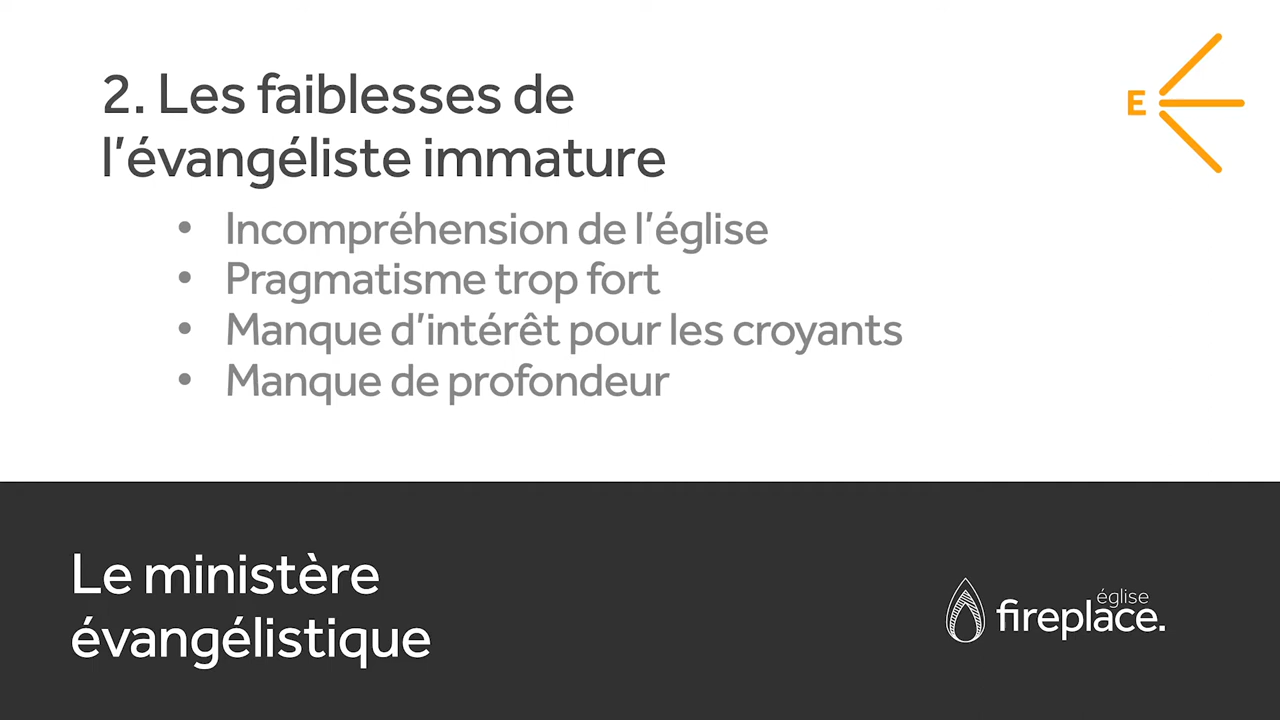 2. Les faiblesses de
l’évangéliste immature
E
• Incompréhension de l’église
• Pragmatisme trop fort
• Manque d’intérêt pour les croyants
• Manque de profondeur
Le ministère
évangélistique
église
fireplace.